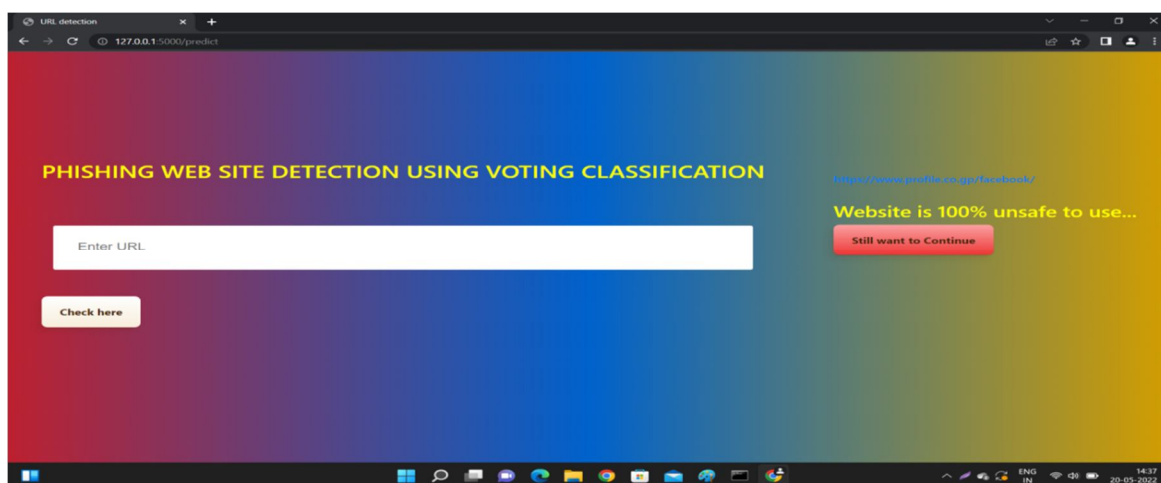 URL detection
127.0.0.1:5000/predict
PHISHING WEB SITE DETECTION USING VOTING CLASSIFICATION
https://www.profile.co.gp/facebook/
Website is 100% unsafe to use...
Enter URL
Still want to Continue
Check here
ENG
IN
14:37
20-05-2022